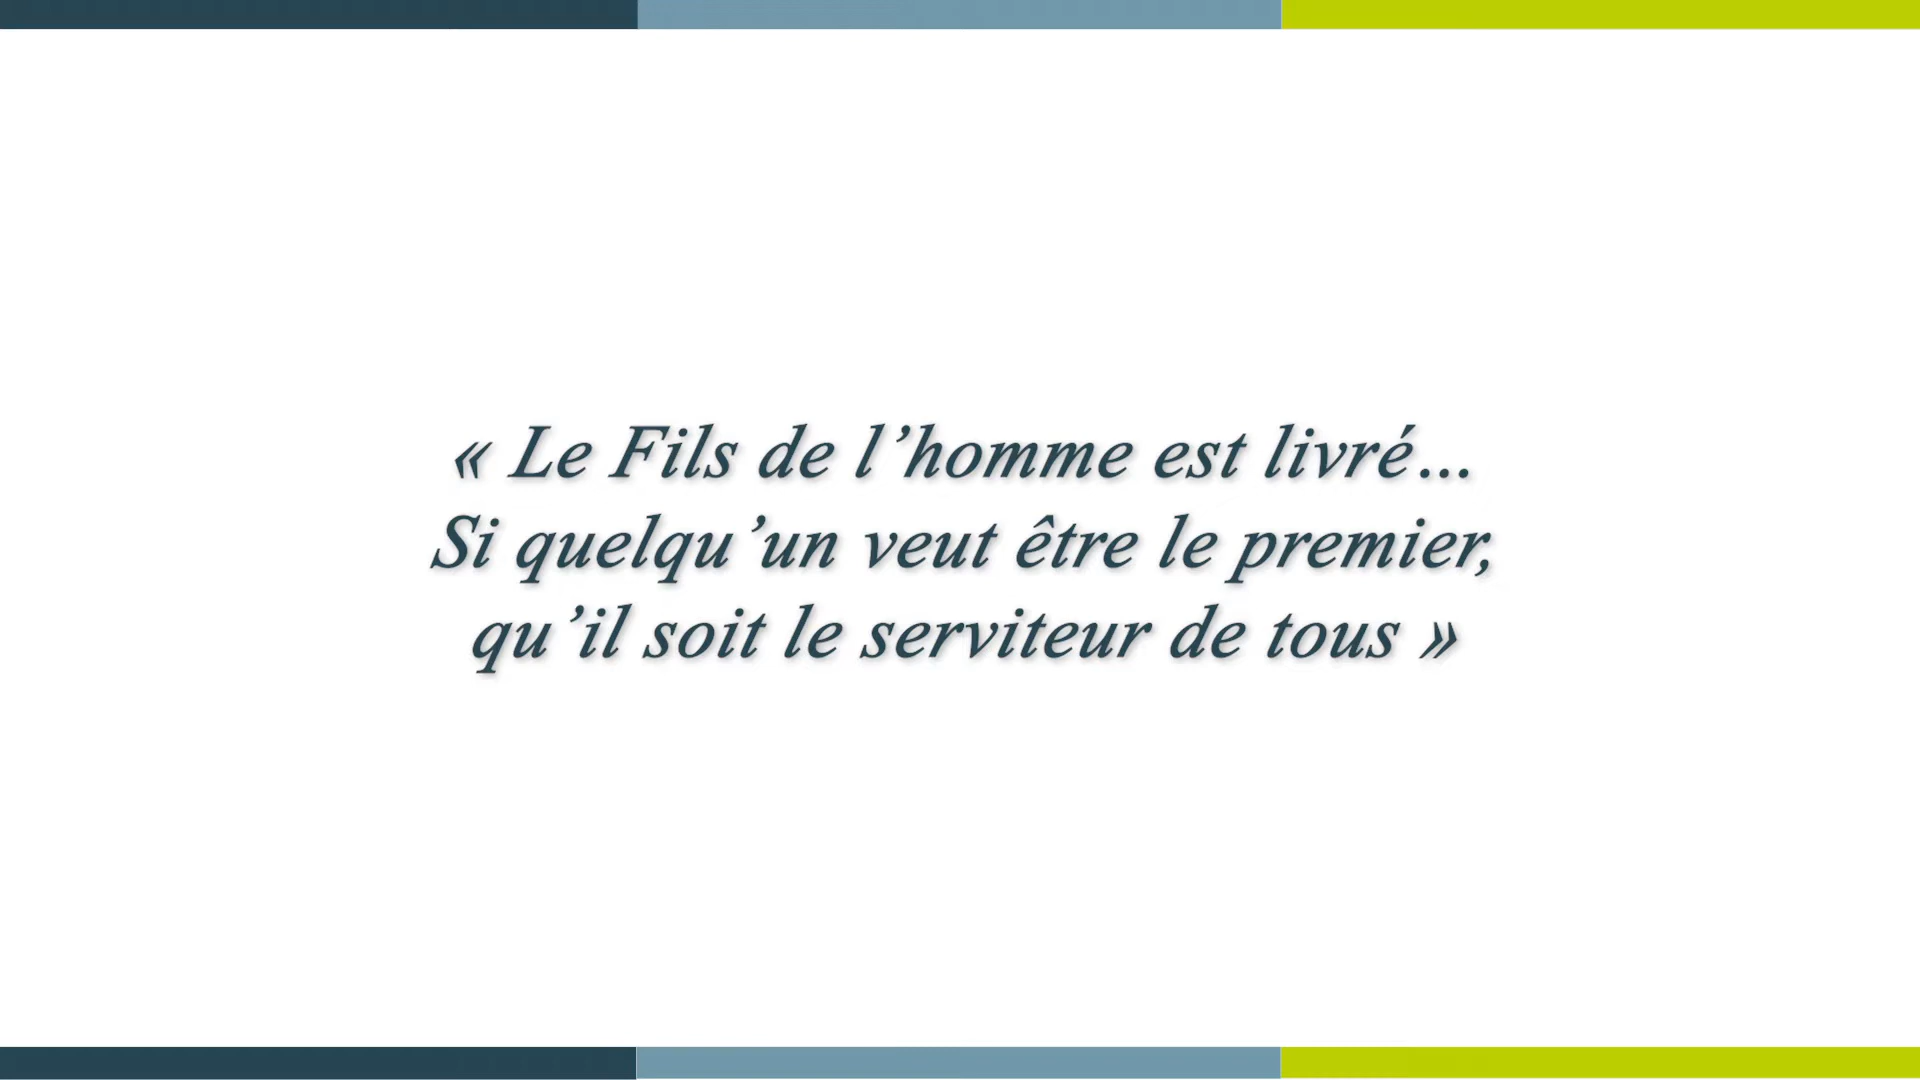 « Le Fils de l’homme est livré…
Si quelqu’un veut être le premier,
qu’il soit le serviteur de tous »